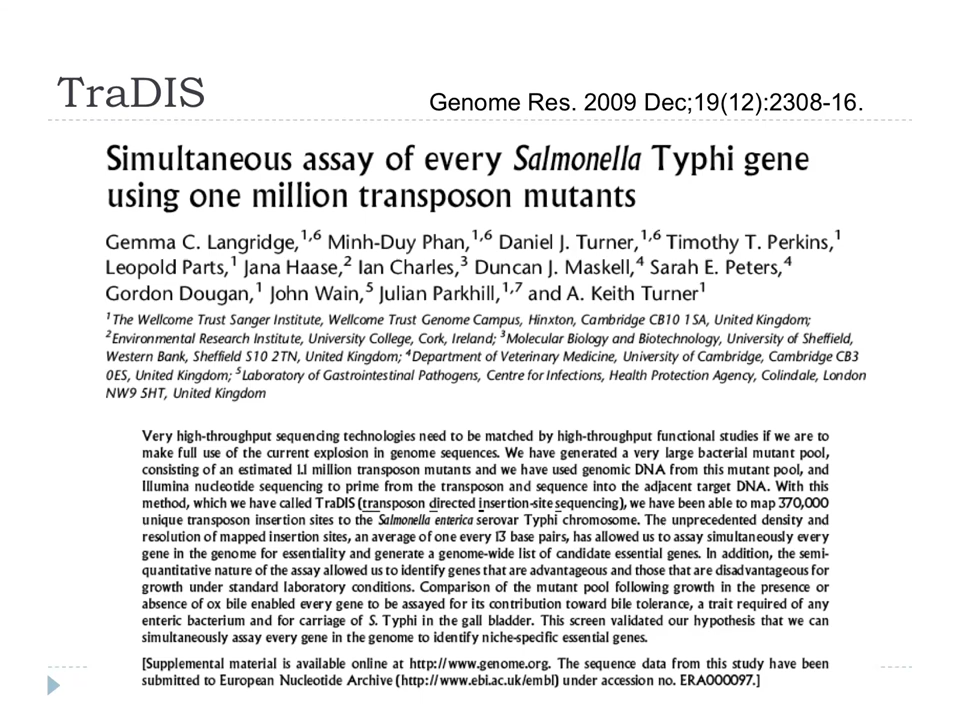 TraDIS
Genome Res. 2009 Dec;19(12):2308-16.
Simultaneous assay of every Salmonella Typhi gene
using one million transposon mutants
Gemma C. Langridge,1,6 Minh-Duy Phan,1,6 Daniel J. Turner,1,6 Timothy T. Perkins,1
Leopold Parts,1 Jana Haase,2 Ian Charles,3 Duncan J. Maskell,4 Sarah E. Peters,4
Gordon Dougan,1 John Wain,5 Julian Parkhill,1,7 and A. Keith Turner1
1The Wellcome Trust Sanger Institute, Wellcome Trust Genome Campus, Hinxton, Cambridge CB10 1SA, United Kingdom;
2Environmental Research Institute, University College, Cork, Ireland; 3Molecular Biology and Biotechnology, University of Sheffield,
Western Bank, Sheffield S10 2TN, United Kingdom; 4Department of Veterinary Medicine, University of Cambridge, Cambridge CB3
0ES, United Kingdom; 5Laboratory of Gastrointestinal Pathogens, Centre for Infections, Health Protection Agency, Colindale, London
NW9 5HT, United Kingdom
Very high-throughput sequencing technologies need to be matched by high-throughput functional studies if we are to
make full use of the current explosion in genome sequences. We have generated a very large bacterial mutant pool,
consisting of an estimated 1.1 million transposon mutants and we have used genomic DNA from this mutant pool, and
Illumina nucleotide sequencing to prime from the transposon and sequence into the adjacent target DNA. With this
method, which we have called TraDIS (transposon directed insertion-site sequencing), we have been able to map 370,000
unique transposon insertion sites to the Salmonella enterica serovar Typhi chromosome. The unprecedented density and
resolution of mapped insertion sites, an average of one every 13 base pairs, has allowed us to assay simultaneously every
gene in the genome for essentiality and generate a genome-wide list of candidate essential genes. In addition, the semi-
quantitative nature of the assay allowed us to identify genes that are advantageous and those that are disadvantageous for
growth under standard laboratory conditions. Comparison of the mutant pool following growth in the presence or
absence of ox bile enabled every gene to be assayed for its contribution toward bile tolerance, a trait required of any
enteric bacterium and for carriage of S. Typhi in the gall bladder. This screen validated our hypothesis that we can
simultaneously assay every gene in the genome to identify niche-specific essential genes.
[Supplemental material is available online at http://www.genome.org. The sequence data from this study have been
submitted to European Nucleotide Archive (http://www.ebi.ac.uk/embl) under accession no. ERA000097.]